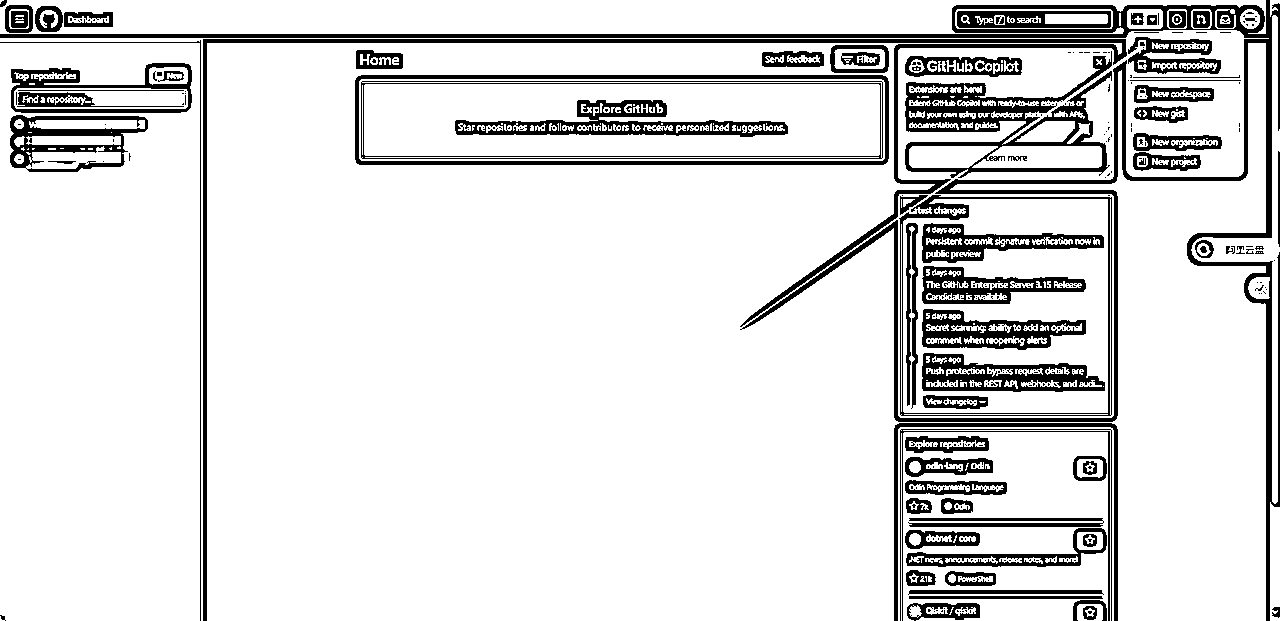 Dashboard
Type / to search
Top repositories
New
Find a repository...
Home
Send feedback
Filter
Explore GitHub
Star repositories and follow contributors to receive personalized suggestions.
GitHub Copilot
Extensions are here!
Extend GitHub Copilot with ready-to-use extensions or
build your own using our developer platform with APIs,
documentation, and guides.
Learn more
Latest changes
4 days ago
Persistent commit signature verification now in
public preview
5 days ago
The GitHub Enterprise Server 3.15 Release
Candidate is available
5 days ago
Secret scanning: ability to add an optional
comment when reopening alerts
5 days ago
Push protection bypass request details are
included in the REST API, webhooks, and audi...
View changelog →
Explore repositories
odin-lang / Odin
Odin Programming Language
7k
Odin
dotnet / core
.NET news, announcements, release notes, and more!
21k
PowerShell
Qiskit / qiskit
New repository
Import repository
New codespace
New gist
New organization
New project
阿里云盘